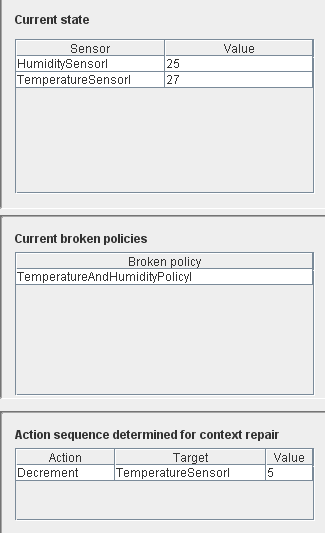 Current state
Sensor Value
HumiditySensorI 25
TemperatureSensorI 27
Current broken policies
Broken policy
TemperatureAndHumidityPolicyI
Action sequence determined for context repair
Action Target Value
Decrement TemperatureSensorI 5